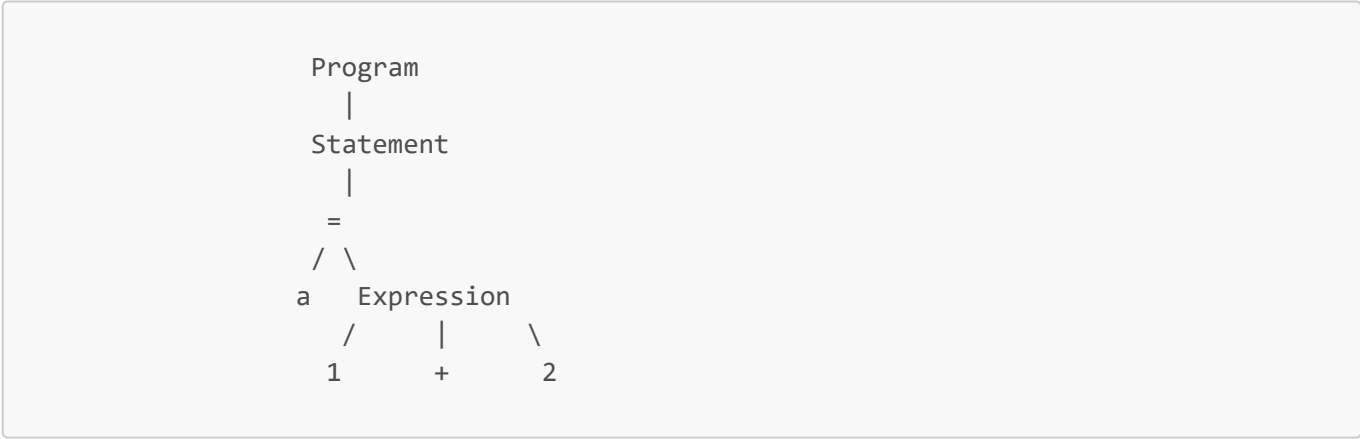 Program
|
Statement
|
=
/ \
a Expression
/ | \
1 + 2